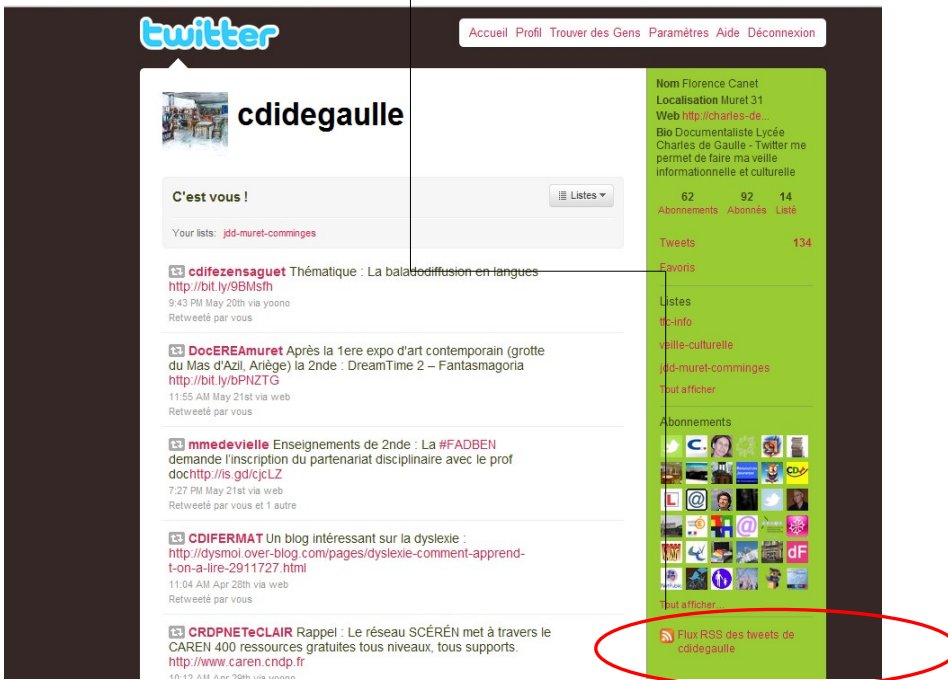 twitter
Accueil Profil Trouver des Gens Paramètres Aide Déconnexion
cdidegaulle
C'est vous !
Listes
Your lists: jdd-muret-comminges
cdifezensaguet Thématique : La baladodiffusion en langues
http://bit.ly/9BMsfh
9:43 PM May 20th via yoono
Retweeté par vous
DocEREAmuret Après la 1ere expo d'art contemporain (grotte
du Mas d'Azil, Ariège) la 2nde : DreamTime 2 – Fantasmagoria
http://bit.ly/bPNZTG
11:55 AM May 21st via web
Retweeté par vous
mmedevielle Enseignements de 2nde : La #FADBEN
demande l'inscription du partenariat disciplinaire avec le prof
dochttp://is.gd/cjcLZ
7:27 PM May 21st via web
Retweeté par vous et 1 autre
CDIFERMAT Un blog intéressant sur la dyslexie :
http://dysmoi.over-blog.com/pages/dyslexie-comment-apprend-
t-on-a-lire-2911727.html
11:04 AM Apr 28th via web
Retweeté par vous
CRDPNETeCLAIR Rappel : Le réseau SCÉRÉN met à travers le
CAREN 400 ressources gratuites tous niveaux, tous supports.
http://www.caren.cndp.fr
10:12 AM Apr 29th via yoono
Nom Florence Canet
Localisation Muret 31
Web http://charles-de...
Bio Documentaliste Lycée
Charles de Gaulle - Twitter me
permet de faire ma veille
informationnelle et culturelle
62 92 14
Abonnements Abonnés Listé
Tweets 134
Favoris
Listes
tfc-info
veille-culturelle
jdd-muret-comminges
Tout afficher
Abonnements
C.
CDI
L @
@
dF
Tout afficher...
Flux RSS des tweets de
cdidegaulle